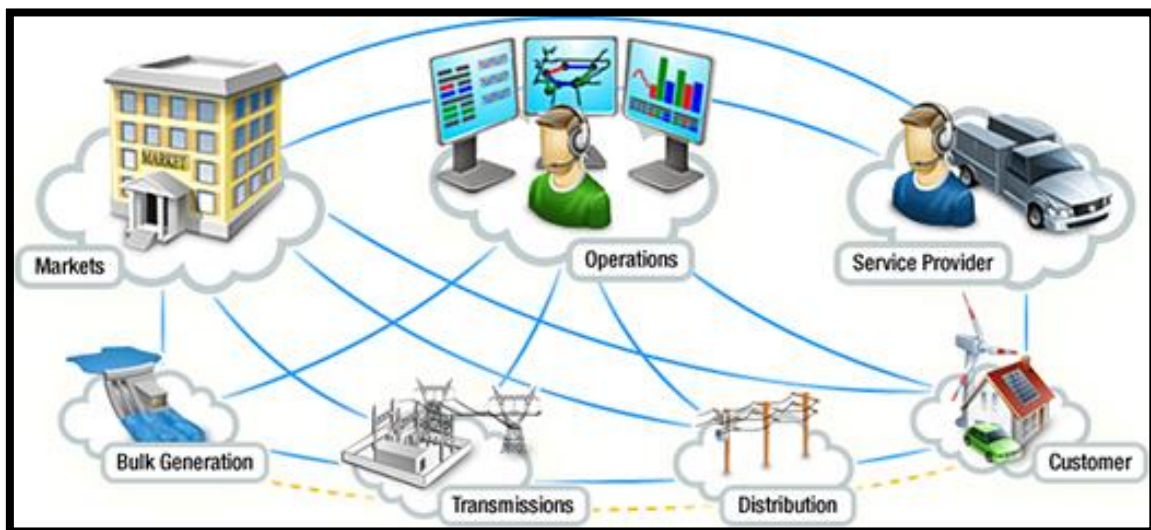 MARKET
Markets
Operations
Service Provider
Bulk Generation
Transmissions
Distribution
Customer